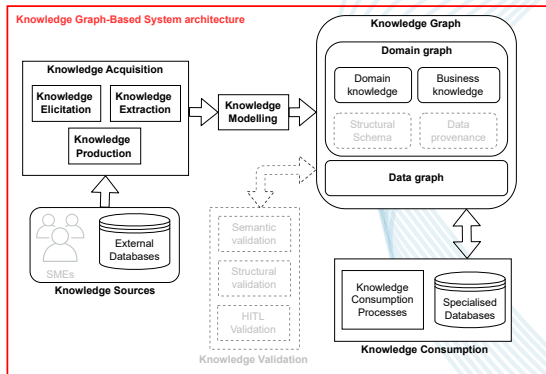 Knowledge Graph-Based System architecture
Knowledge Acquisition
Knowledge
Elicitation
Knowledge
Extraction
Knowledge
Production
Knowledge
Modelling
Knowledge Graph
Domain graph
Domain
knowledge
Business
knowledge
Structural
Schema
Data
provenance
Data graph
SMEs
External
Databases
Knowledge Sources
Semantic
validation
Structural
validation
HITL
Validation
Knowledge Validation
Knowledge
Consumption
Processes
Specialised
Databases
Knowledge Consumption